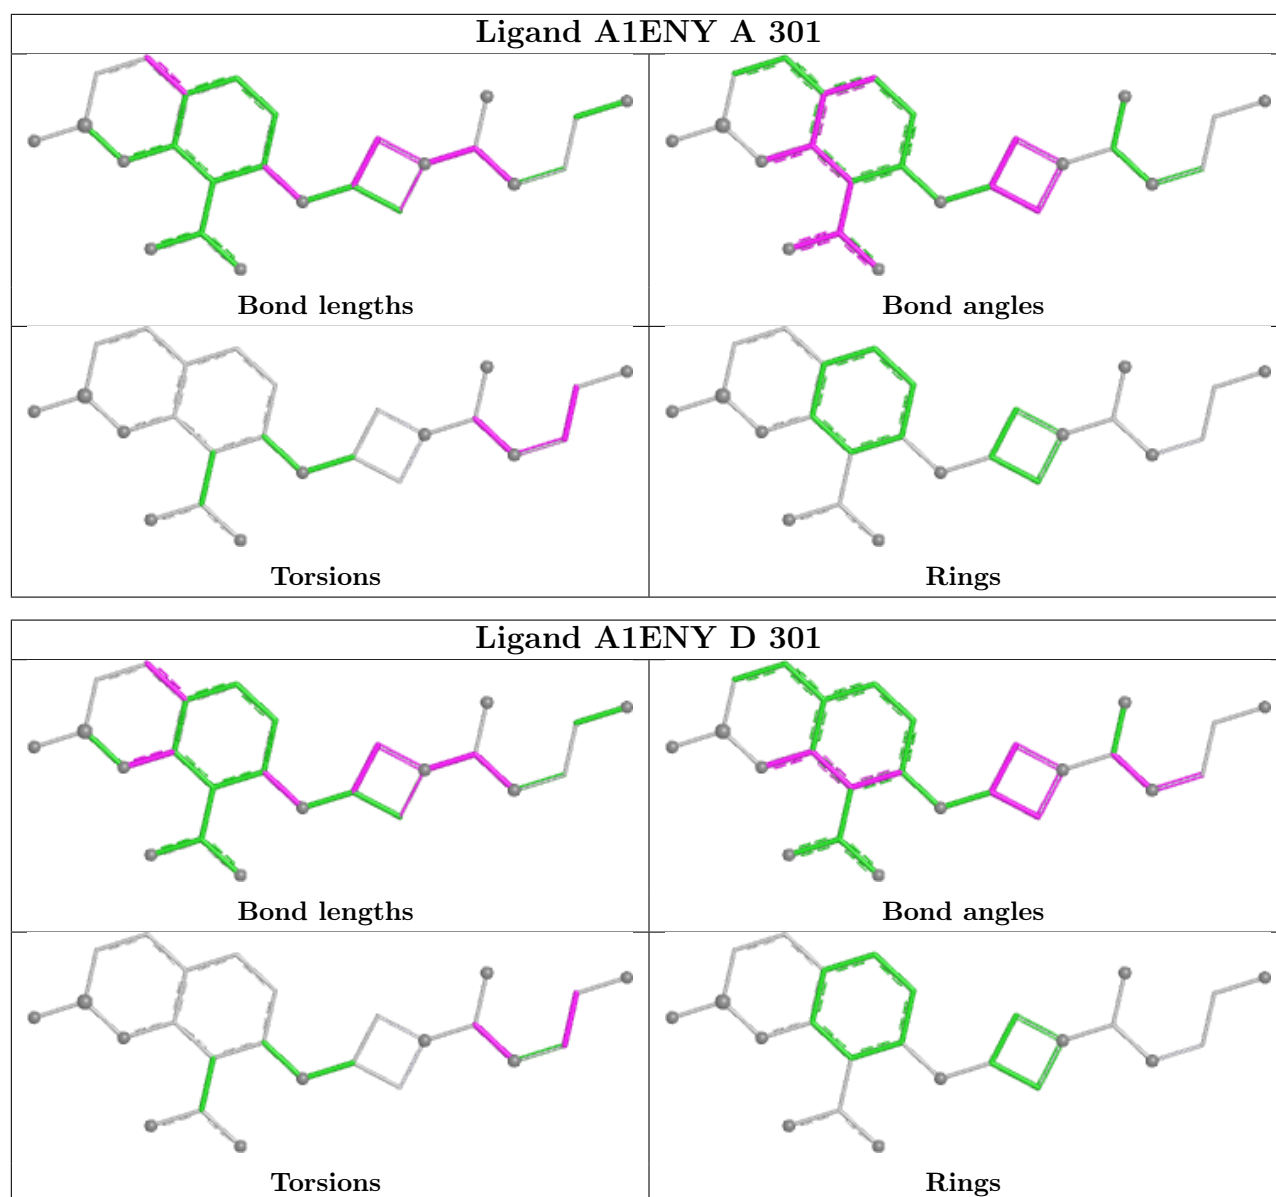 Ligand A1ENY A 301
Bond lengths
Bond angles
Torsions
Rings
Ligand A1ENY D 301
Bond lengths
Bond angles
Torsions
Rings